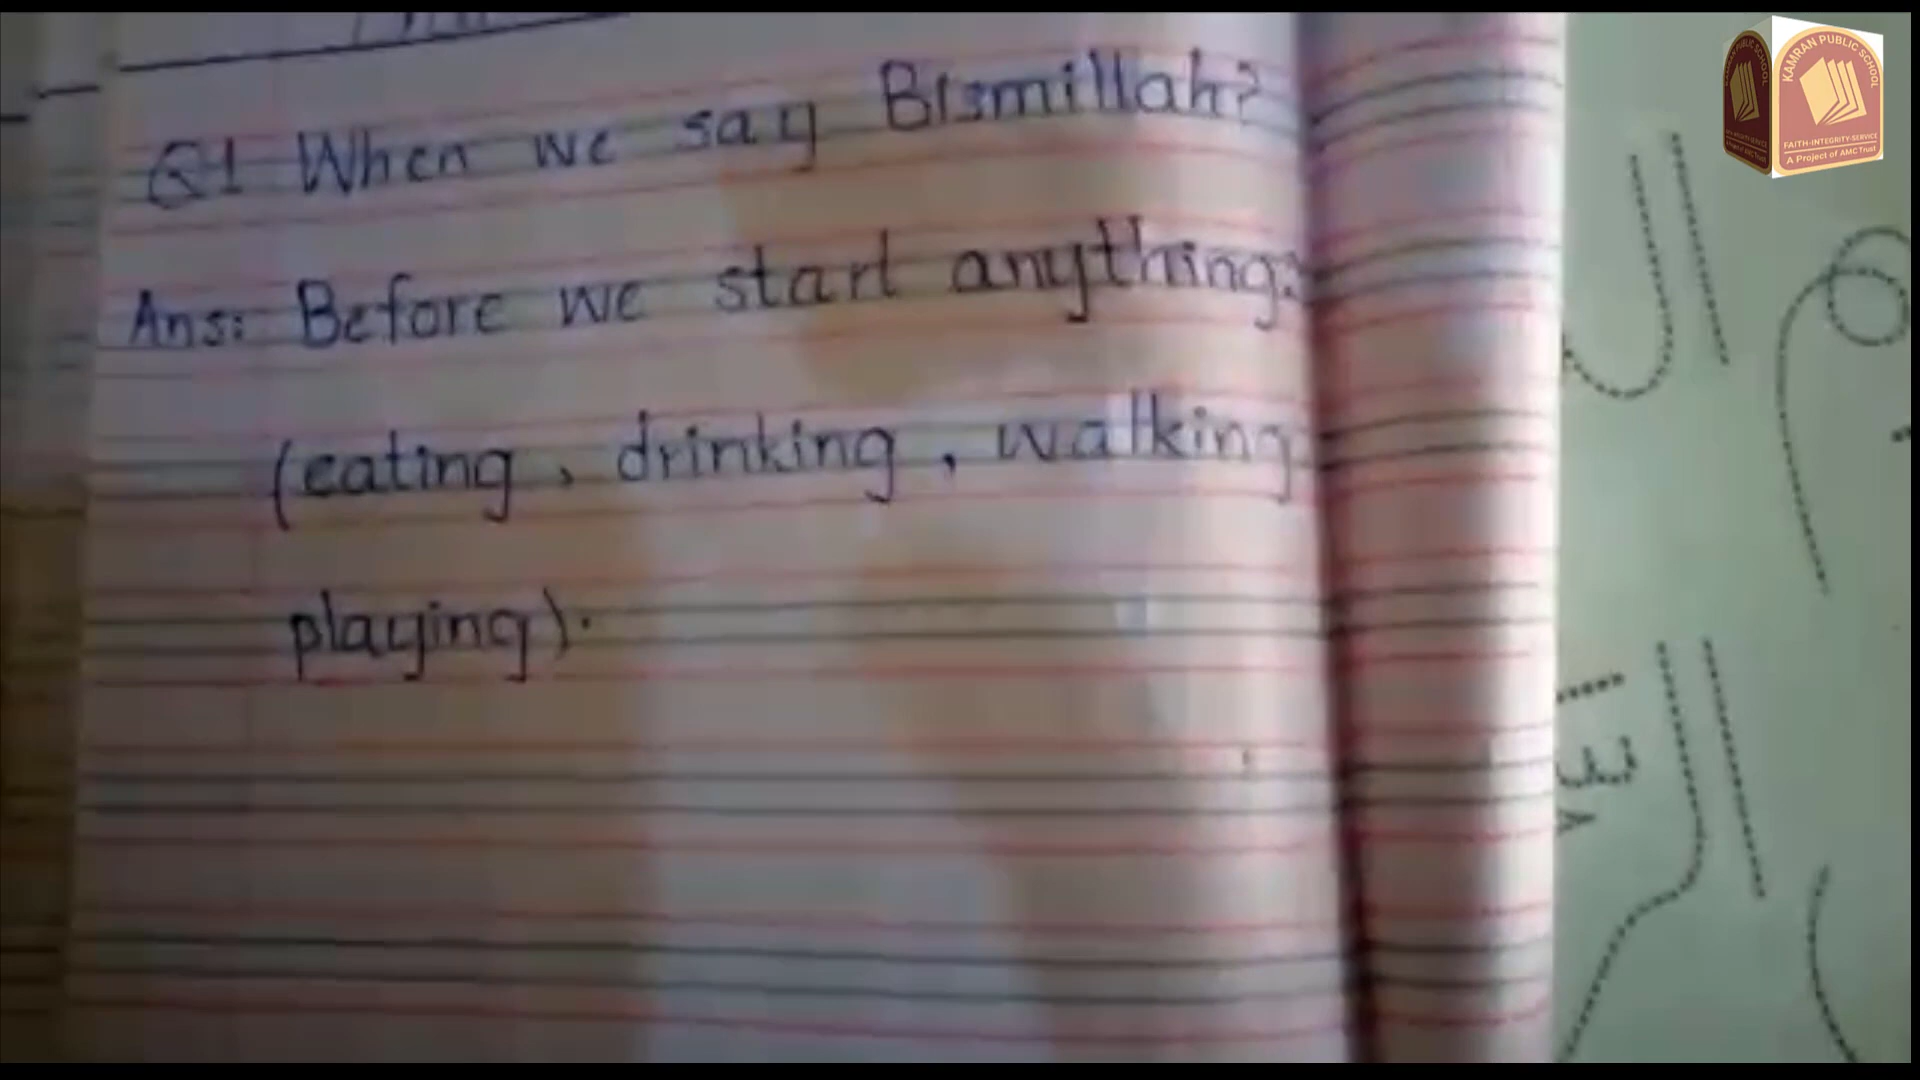 Q1 When we say Bismillah?
Ans: Before we start anything?
(eating, drinking, walking
playing).
KAMRAN PUBLIC SCHOOL
FAITH-INTEGRITY-SERVICE
A Project of AMC Trust